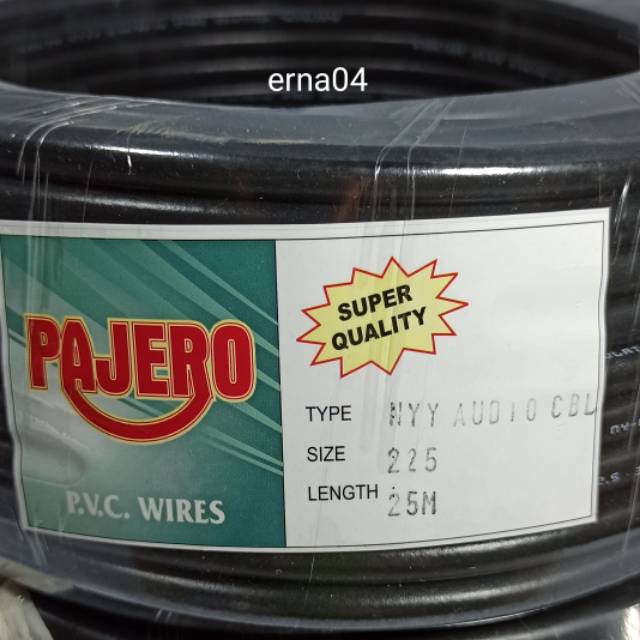 erna04
PAJERO
P.V.C. WIRES
SUPER
QUALITY
TYPE NYY AUDIO CBL
SIZE 225
LENGTH : 25M